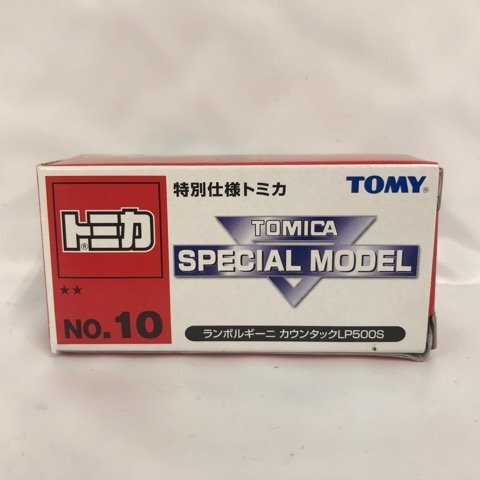 特別仕様トミカ
TOMY®
トミカ®
TOMICA
SPECIAL MODEL
★★
NO.10
ランボルギーニ カウンタックLP500S